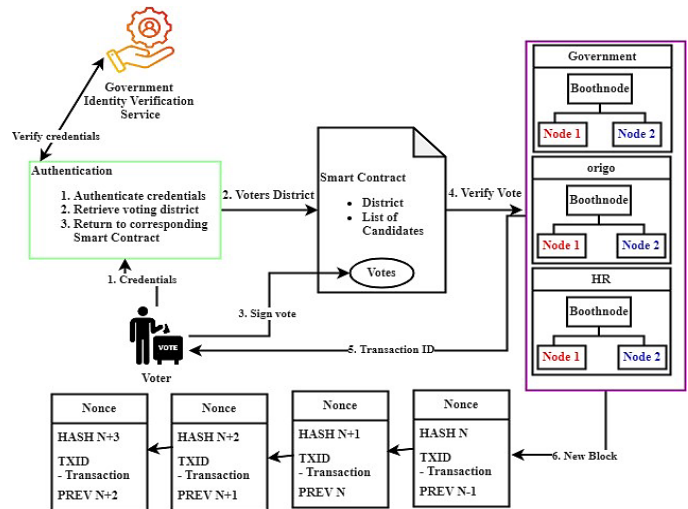 Government
Identity Verification
Service
Verify credentials
Authentication
1. Authenticate credentials
2. Retrieve voting district
3. Return to corresponding
Smart Contract
2. Voters District
Smart Contract
District
List of
Candidates
Votes
4. Verify Vote
Government
Boothnode
Node 1
Node 2
origo
Boothnode
Node 1
Node 2
HR
Boothnode
Node 1
Node 2
1. Credentials
3. Sign vote
VOTE
Voter
5. Transaction ID
6. New Block
Nonce
HASH N+3
TXID
- Transaction
PREV N+2
Nonce
HASH N+2
TXID
- Transaction
PREV N+1
Nonce
HASH N+1
TXID
- Transaction
PREV N
Nonce
HASH N
TXID
- Transaction
PREV N-1